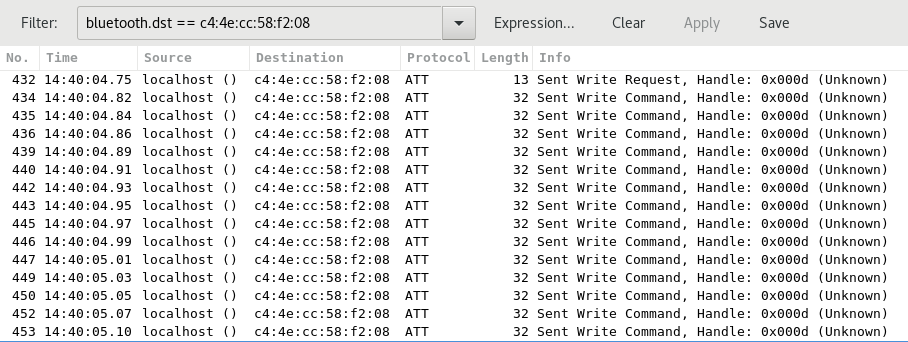 Filter: bluetooth.dst == c4:4e:cc:58:f2:08 Expression... Clear Apply Save
No. Time Source Destination Protocol Length Info
432 14:40:04.75 localhost () c4:4e:cc:58:f2:08 ATT 13 Sent Write Request, Handle: 0x000d (Unknown)
434 14:40:04.82 localhost () c4:4e:cc:58:f2:08 ATT 32 Sent Write Command, Handle: 0x000d (Unknown)
435 14:40:04.84 localhost () c4:4e:cc:58:f2:08 ATT 32 Sent Write Command, Handle: 0x000d (Unknown)
436 14:40:04.86 localhost () c4:4e:cc:58:f2:08 ATT 32 Sent Write Command, Handle: 0x000d (Unknown)
439 14:40:04.89 localhost () c4:4e:cc:58:f2:08 ATT 32 Sent Write Command, Handle: 0x000d (Unknown)
440 14:40:04.91 localhost () c4:4e:cc:58:f2:08 ATT 32 Sent Write Command, Handle: 0x000d (Unknown)
442 14:40:04.93 localhost () c4:4e:cc:58:f2:08 ATT 32 Sent Write Command, Handle: 0x000d (Unknown)
443 14:40:04.95 localhost () c4:4e:cc:58:f2:08 ATT 32 Sent Write Command, Handle: 0x000d (Unknown)
445 14:40:04.97 localhost () c4:4e:cc:58:f2:08 ATT 32 Sent Write Command, Handle: 0x000d (Unknown)
446 14:40:04.99 localhost () c4:4e:cc:58:f2:08 ATT 32 Sent Write Command, Handle: 0x000d (Unknown)
447 14:40:05.01 localhost () c4:4e:cc:58:f2:08 ATT 32 Sent Write Command, Handle: 0x000d (Unknown)
449 14:40:05.03 localhost () c4:4e:cc:58:f2:08 ATT 32 Sent Write Command, Handle: 0x000d (Unknown)
450 14:40:05.05 localhost () c4:4e:cc:58:f2:08 ATT 32 Sent Write Command, Handle: 0x000d (Unknown)
452 14:40:05.07 localhost () c4:4e:cc:58:f2:08 ATT 32 Sent Write Command, Handle: 0x000d (Unknown)
453 14:40:05.10 localhost () c4:4e:cc:58:f2:08 ATT 32 Sent Write Command, Handle: 0x000d (Unknown)